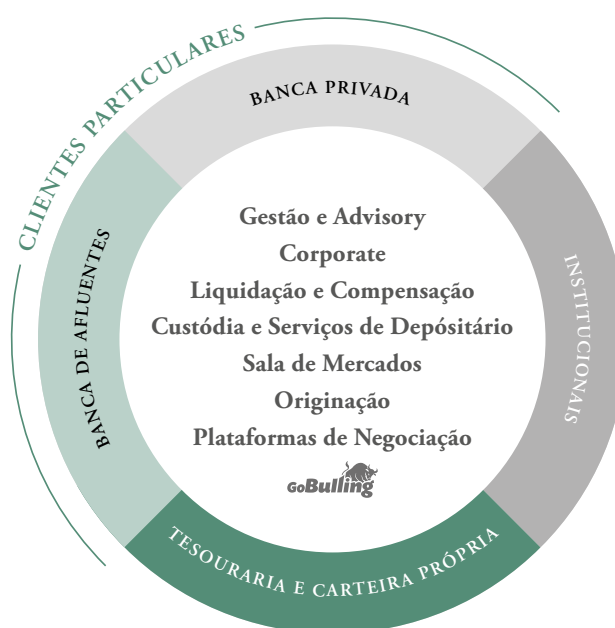 CLIENTES PARTICULARES
BANCA PRIVADA
BANCA DE AFLUENTES
INSTITUCIONAIS
Gestão e Advisory
Corporate
Liquidação e Compensação
Custódia e Serviços de Depósitário
Sala de Mercados
Originação
Plataformas de Negociação
GoBulling
TESOURARIA E CARTEIRA PRÓPRIA